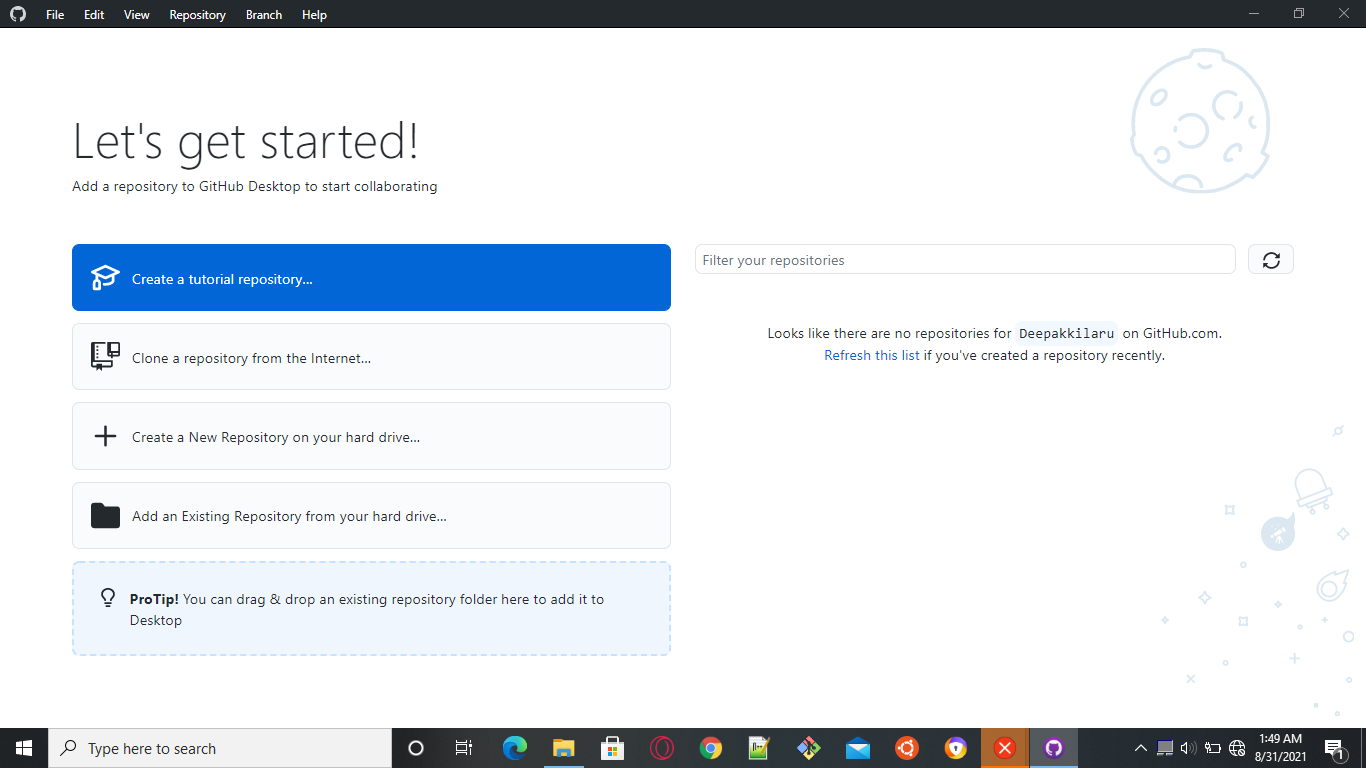 File Edit View Repository Branch Help
Let's get started!
Add a repository to GitHub Desktop to start collaborating
Create a tutorial repository...
Clone a repository from the Internet...
Create a New Repository on your hard drive...
Add an Existing Repository from your hard drive...
ProTip! You can drag & drop an existing repository folder here to add it to
Desktop
Filter your repositories
Looks like there are no repositories for Deepakkilaru on GitHub.com.
Refresh this list if you've created a repository recently.
Type here to search
1:49 AM
8/31/2021
1